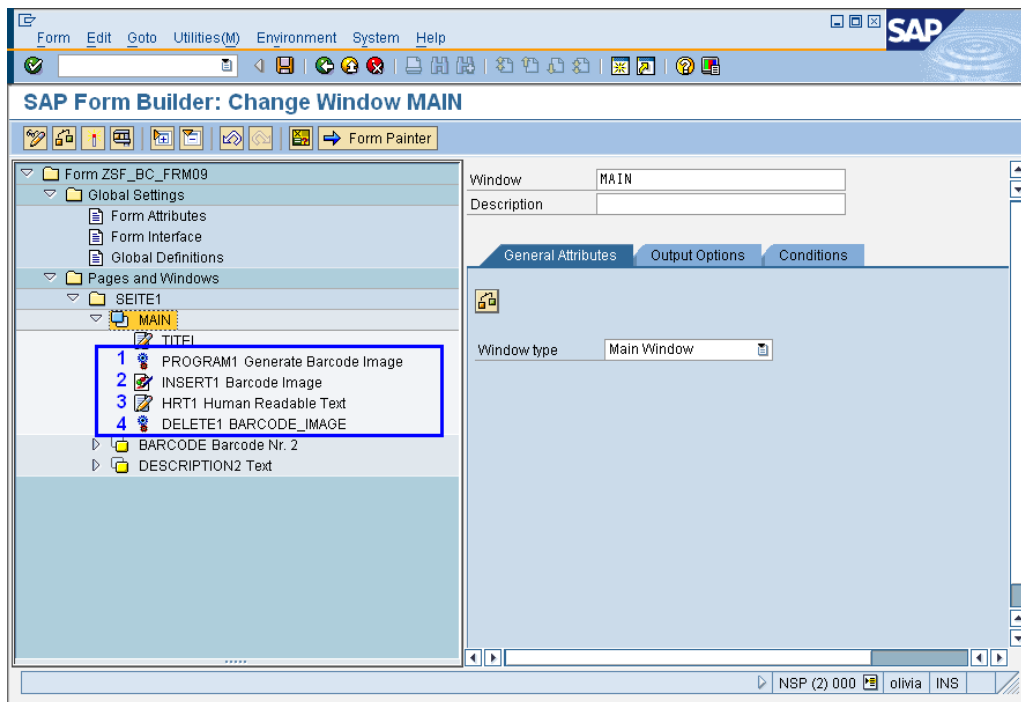 Form Edit Goto Utilities(M) Environment System Help
SAP
SAP Form Builder: Change Window MAIN
Form Painter
Form ZSF_BC_FRM09
Global Settings
Form Attributes
Form Interface
Global Definitions
Pages and Windows
SEITE1
MAIN
TITEL
1 PROGRAM1 Generate Barcode Image
2 INSERT1 Barcode Image
3 HRT1 Human Readable Text
4 DELETE1 BARCODE_IMAGE
BARCODE Barcode Nr. 2
DESCRIPTION2 Text
Window MAIN
Description
General Attributes Output Options Conditions
Window type Main Window
NSP (2) 000 olivia INS